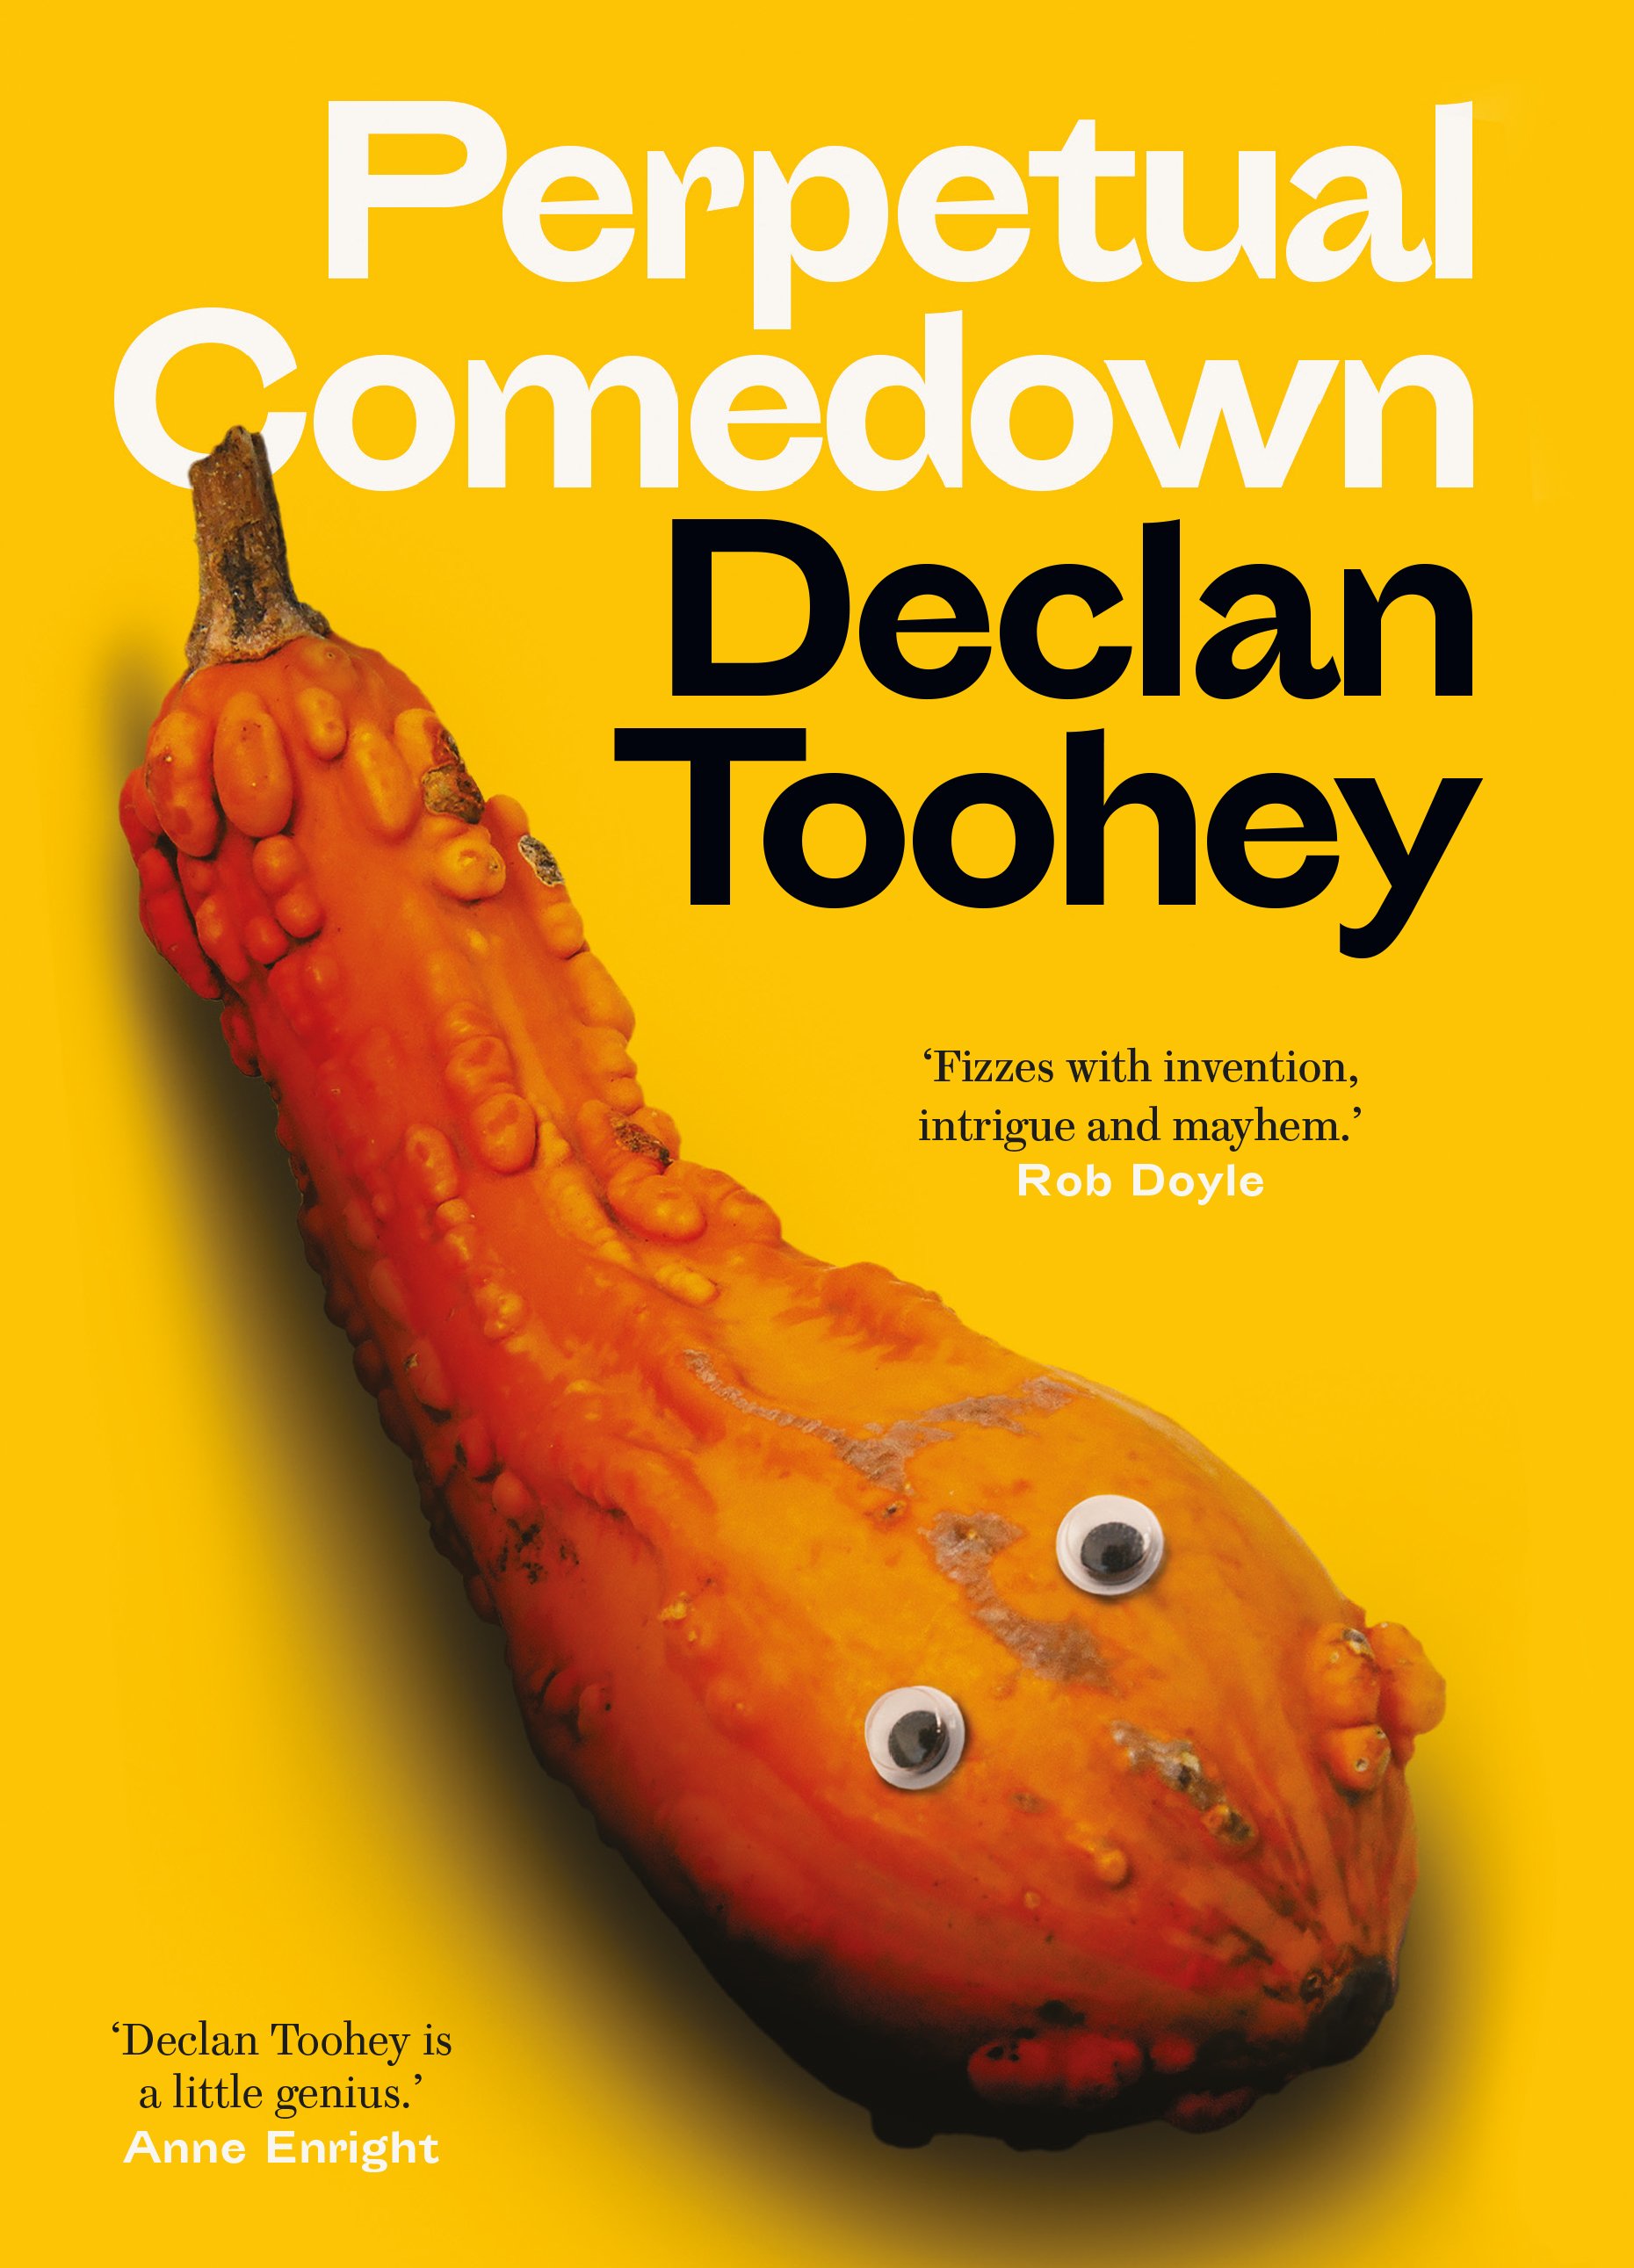 Perpetual
Comedown
Declan
Toohey
‘Fizzes with invention,
intrigue and mayhem.’
Rob Doyle
‘Declan Toohey is
a little genius.’
Anne Enright